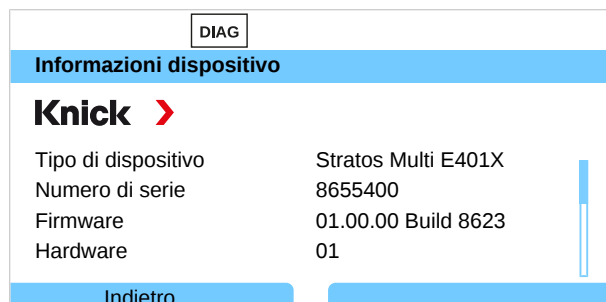 DIAG
Informazioni dispositivo
Knick
Tipo di dispositivo Stratos Multi E401X
Numero di serie 8655400
Firmware 01.00.00 Build 8623
Hardware 01
Indietro